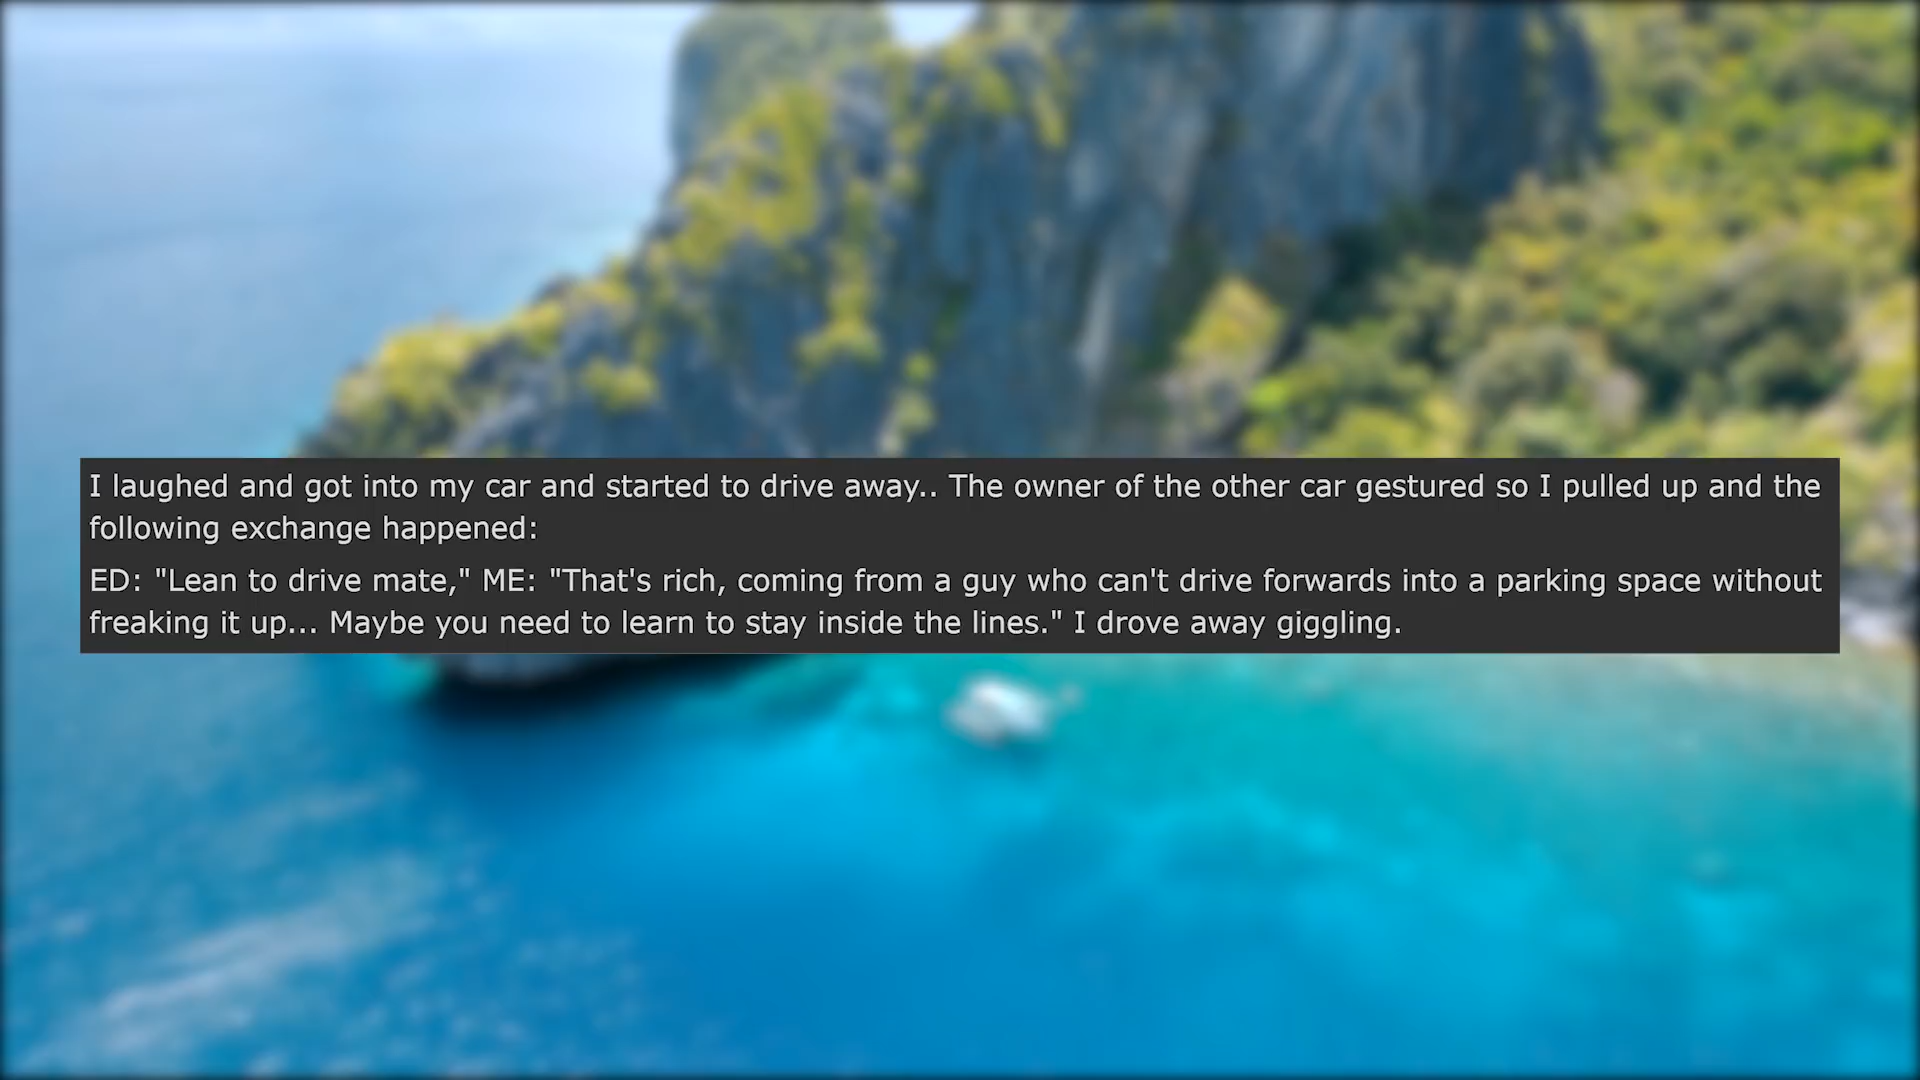 I laughed and got into my car and started to drive away.. The owner of the other car gestured so I pulled up and the
following exchange happened:
ED: "Lean to drive mate," ME: "That's rich, coming from a guy who can't drive forwards into a parking space without
freaking it up... Maybe you need to learn to stay inside the lines." I drove away giggling.